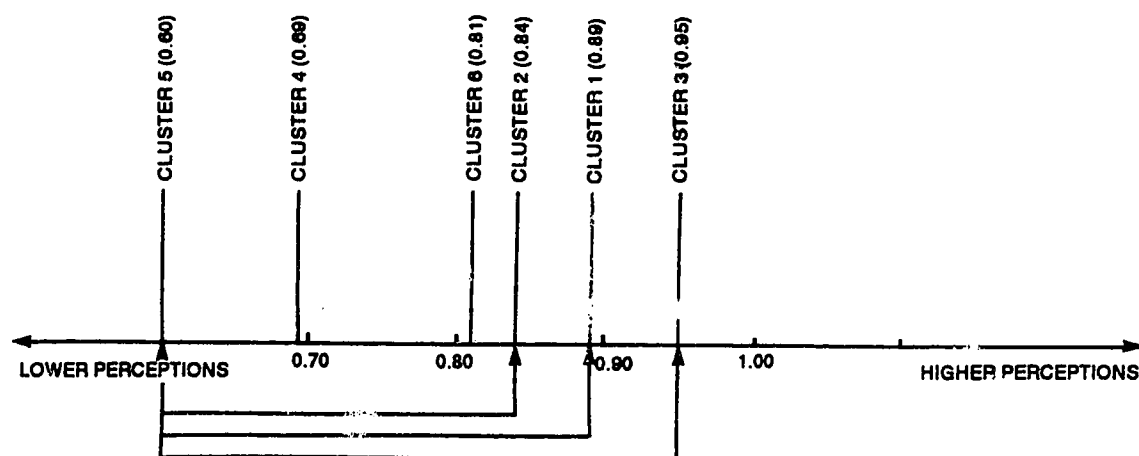 CLUSTER 5 (0.60)
CLUSTER 4 (0.69)
CLUSTER 6 (0.81)
CLUSTER 2 (0.84)
CLUSTER 1 (0.89)
CLUSTER 3 (0.95)
0.70
0.80
0.90
1.00
LOWER PERCEPTIONS
HIGHER PERCEPTIONS